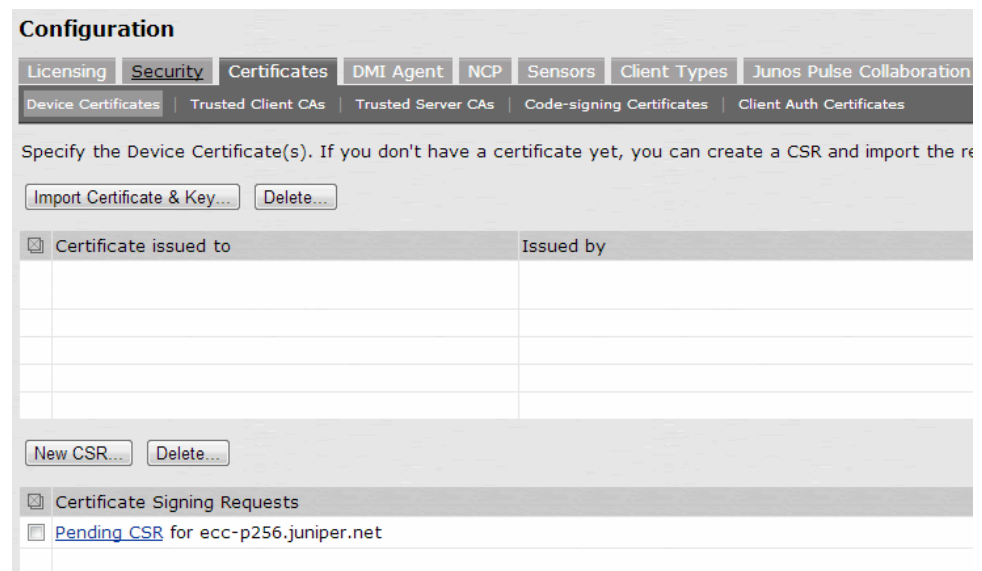 Configuration
Licensing Security Certificates DMI Agent NCP Sensors Client Types Junos Pulse Collaboration
Device Certificates | Trusted Client CAs | Trusted Server CAs | Code-signing Certificates | Client Auth Certificates
Specify the Device Certificate(s). If you don't have a certificate yet, you can create a CSR and import the
Import Certificate & Key... Delete...
Certificate issued to Issued by
New CSR... Delete...
Certificate Signing Requests
Pending CSR for ecc-p256.juniper.net